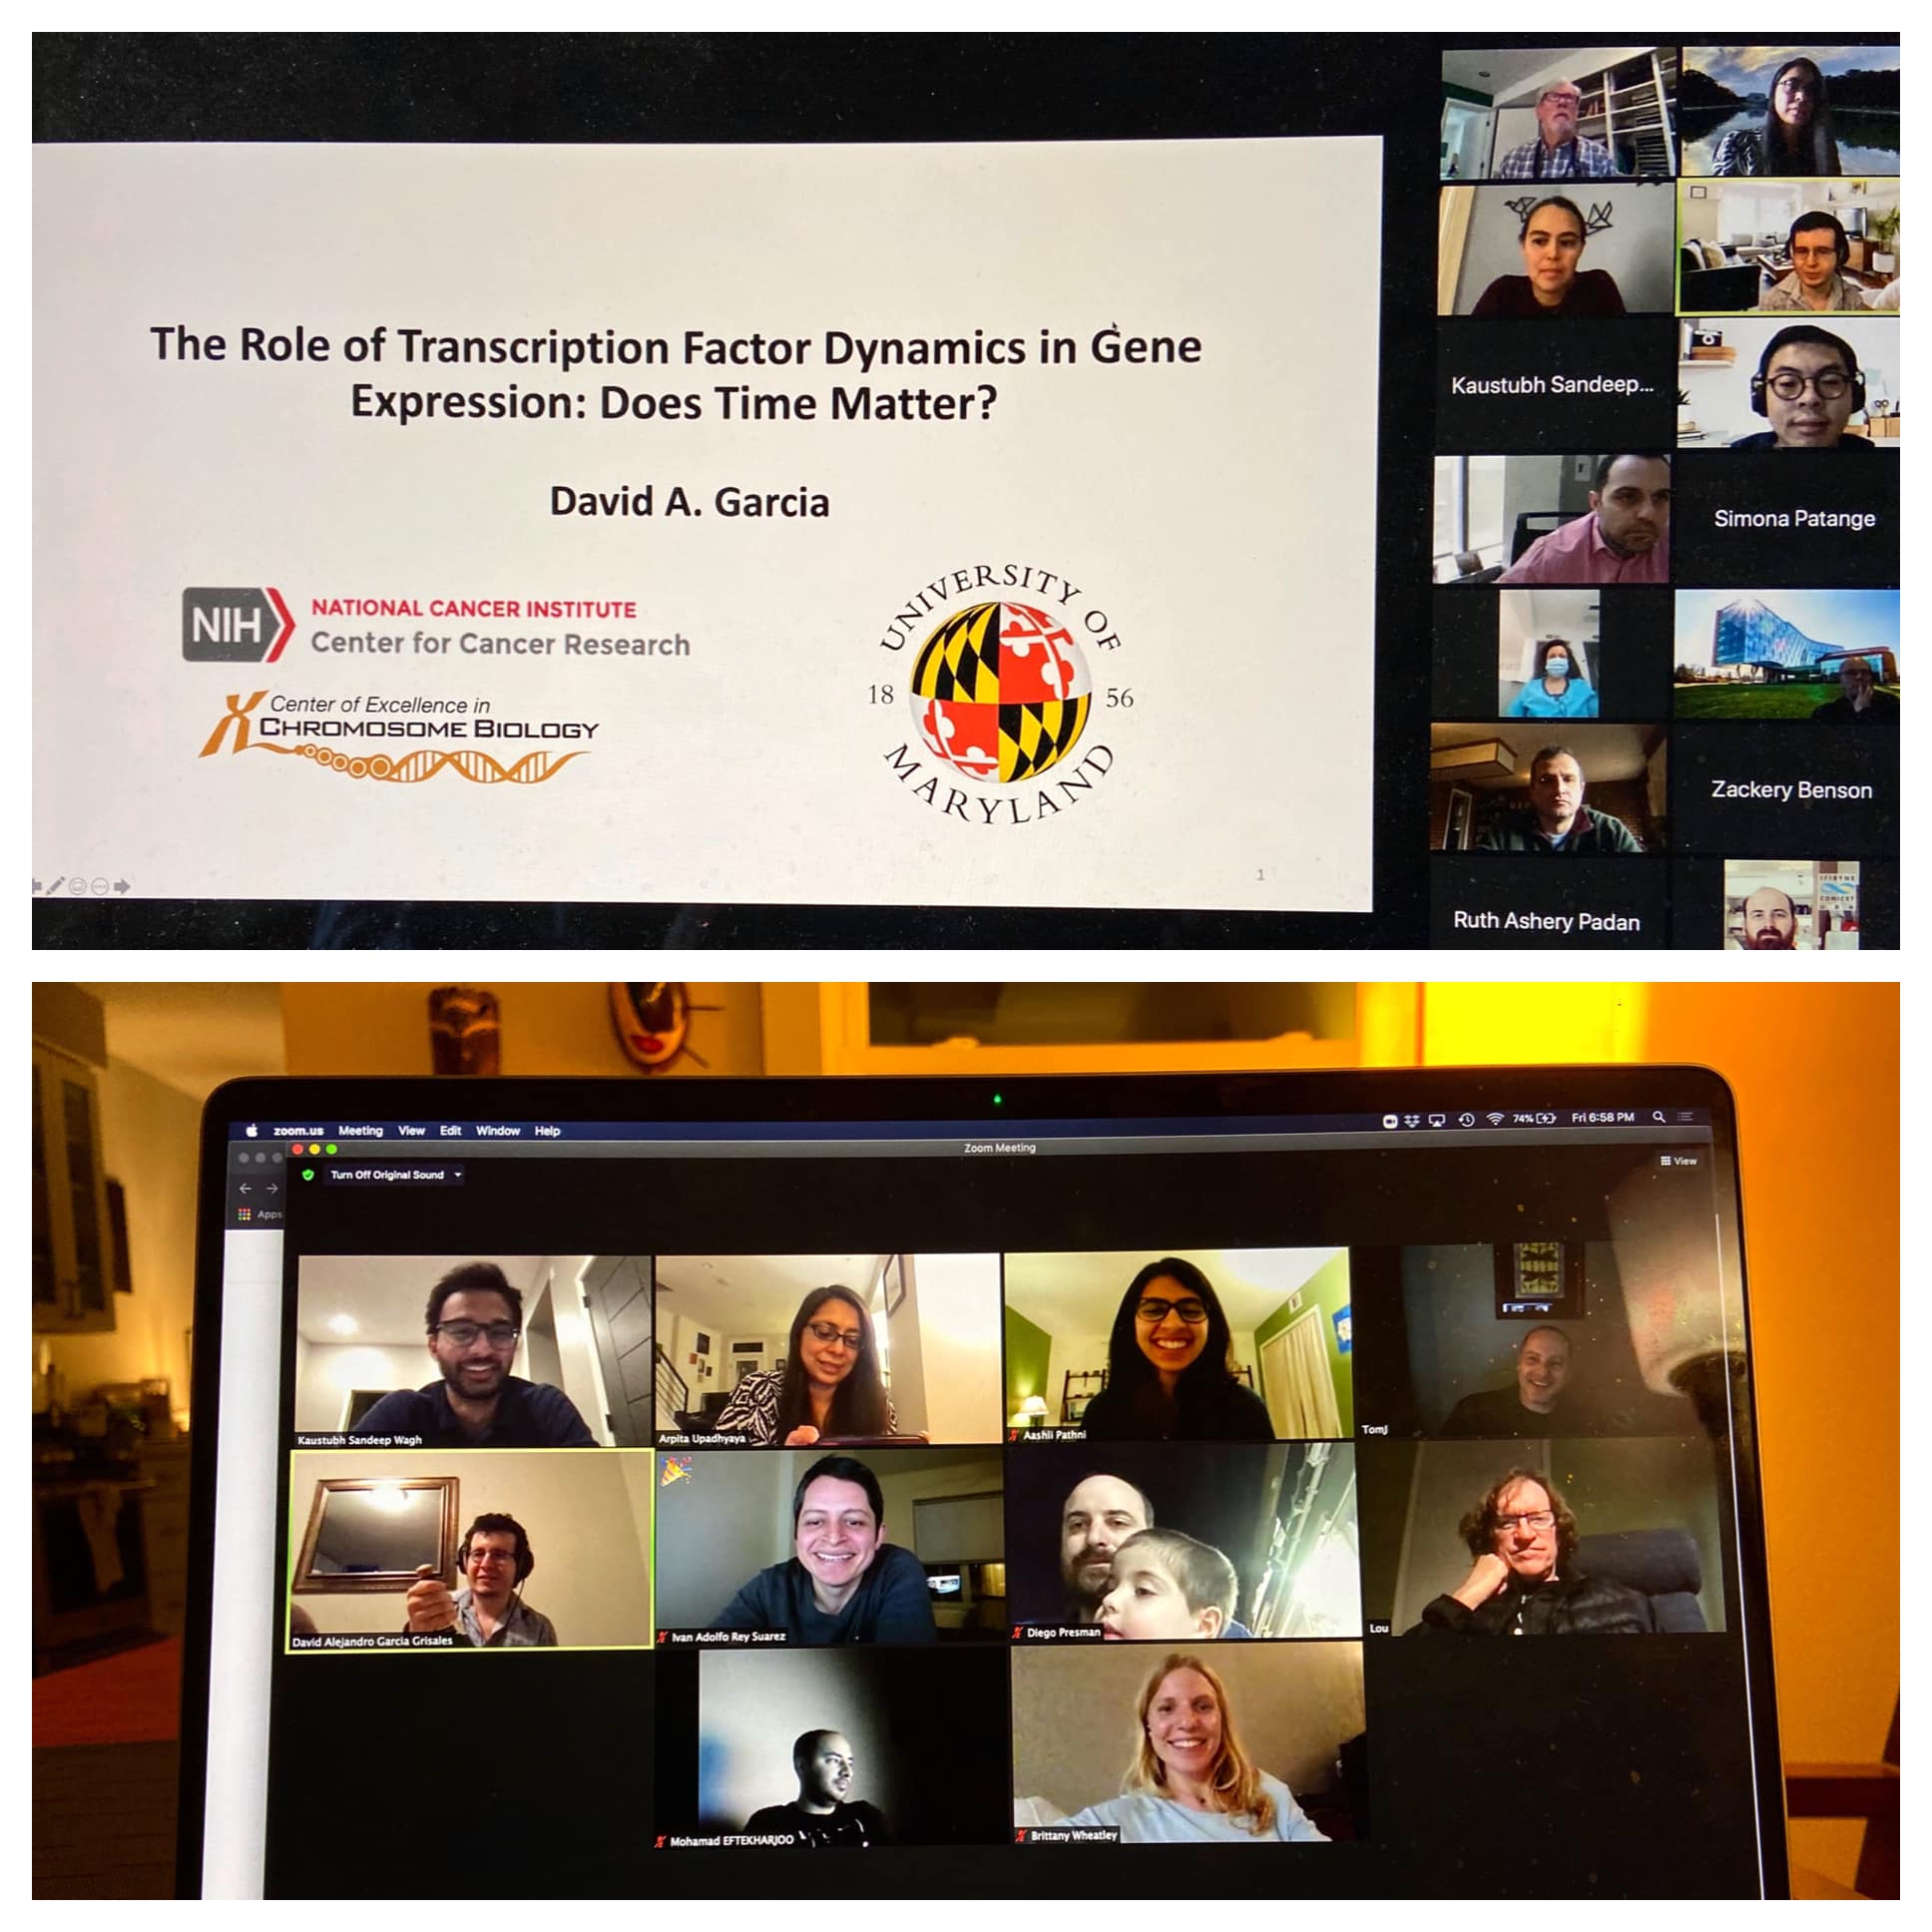 The Role of Transcription Factor Dynamics in Gene
Expression: Does Time Matter?
David A. Garcia
NIH
NATIONAL CANCER INSTITUTE
Center for Cancer Research
Center of Excellence in
CHROMOSOME BIOLOGY
UNIVERSITY OF
18 56
MARYLAND
1
Kaustubh Sandeep...
Simona Patange
Zackery Benson
Ruth Ashery Padan
IFIBYNE
CONICET
UBA
zoom.us Meeting View Edit Window Help
74% Fri 6:58 PM
Zoom Meeting
Turn Off Original Sound
View
Apps
Kaustubh Sandeep Wagh
Arpita Upadhyaya
Aashli Pathni
TomJ
David Alejandro Garcia Grisales
Ivan Adolfo Rey Suarez
Diego Presman
Lou
Mohamad EFTEKHARJOO
Brittany Wheatley